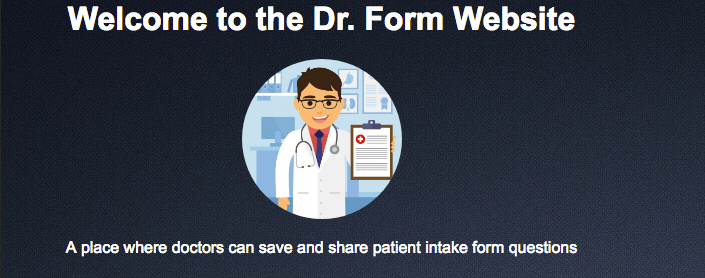 Welcome to the Dr. Form Website
A place where doctors can save and share patient intake form questions